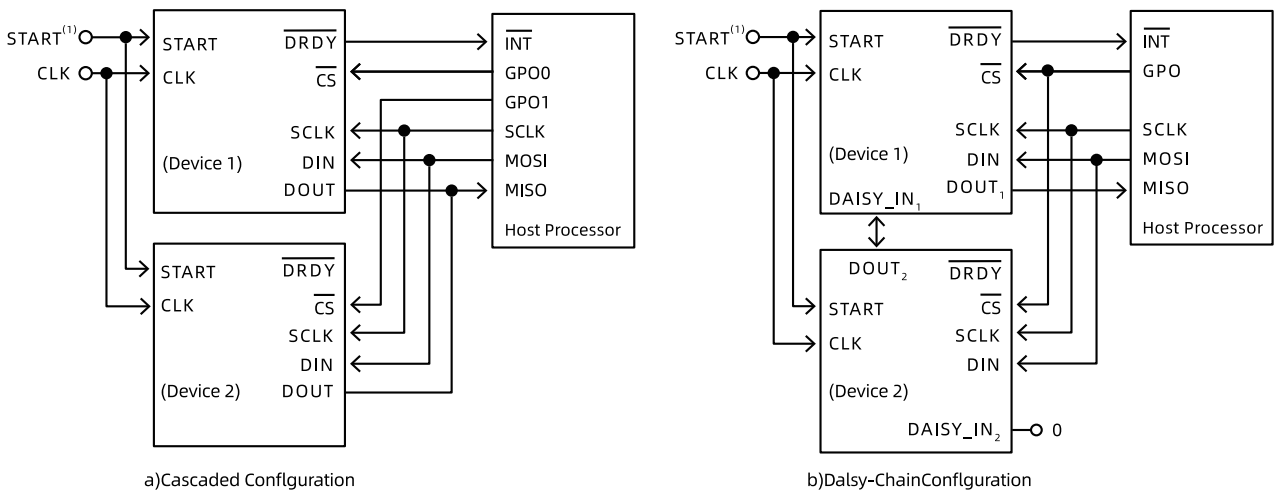 START(1)
CLK
START
CLK
(Device 1)
DRDY
CS
SCLK
DIN
DOUT
INT
GPO0
GPO1
SCLK
MOSI
MISO
Host Processor
START
CLK
(Device 2)
DRDY
CS
SCLK
DIN
DOUT
a)Cascaded Conflguration
START(1)
CLK
START
CLK
(Device 1)
DAISY_IN1
DRDY
CS
SCLK
DIN
DOUT1
INT
GPO
SCLK
MOSI
MISO
Host Processor
DOUT2
START
CLK
(Device 2)
DRDY
CS
SCLK
DIN
DAISY_IN2
0
b)Dalsy-ChainConflguration